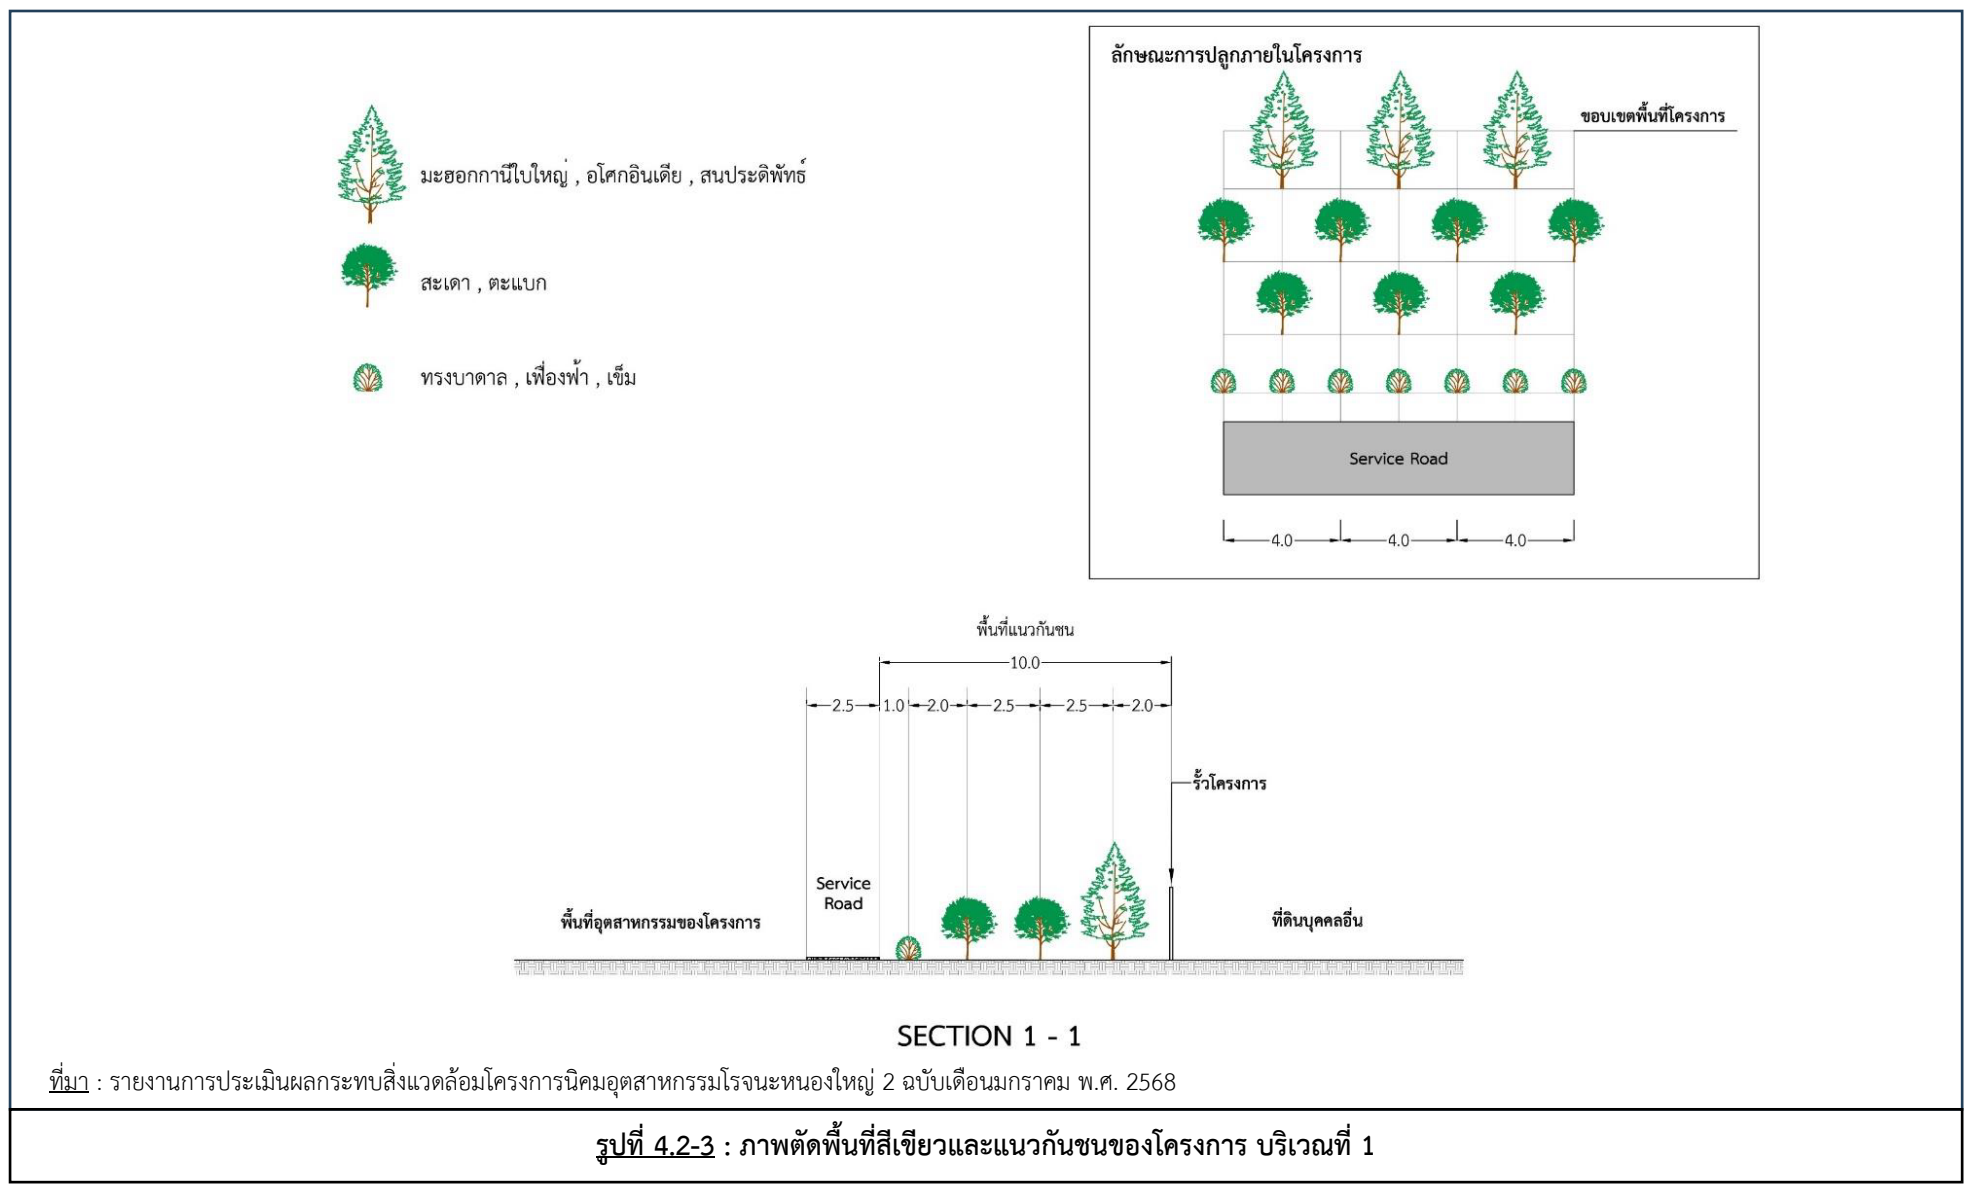 ลักษณะการปลูกภายในโครงการ
ขอบเขตพื้นที่โครงการ
มะฮอกกานีใบใหญ่ , อโศกอินเดีย , สนประดิพัทธ์
สะเดา , ตะแบก
ทรงบาดาล , เฟื่องฟ้า , เข็ม
Service Road
4.0 4.0 4.0
พื้นที่แนวกันชน
10.0
2.5 1.0 2.0 2.5 2.5 2.0
รั้วโครงการ
Service
Road
พื้นที่อุตสาหกรรมของโครงการ
ที่ดินบุคคลอื่น
SECTION 1 - 1
ที่มา : รายงานการประเมินผลกระทบสิ่งแวดล้อมโครงการนิคมอุตสาหกรรมโรจนะหนองใหญ่ 2 ฉบับเดือนมกราคม พ.ศ. 2568
รูปที่ 4.2-3 : ภาพตัดพื้นที่สีเขียวและแนวกันชนของโครงการ บริเวณที่ 1